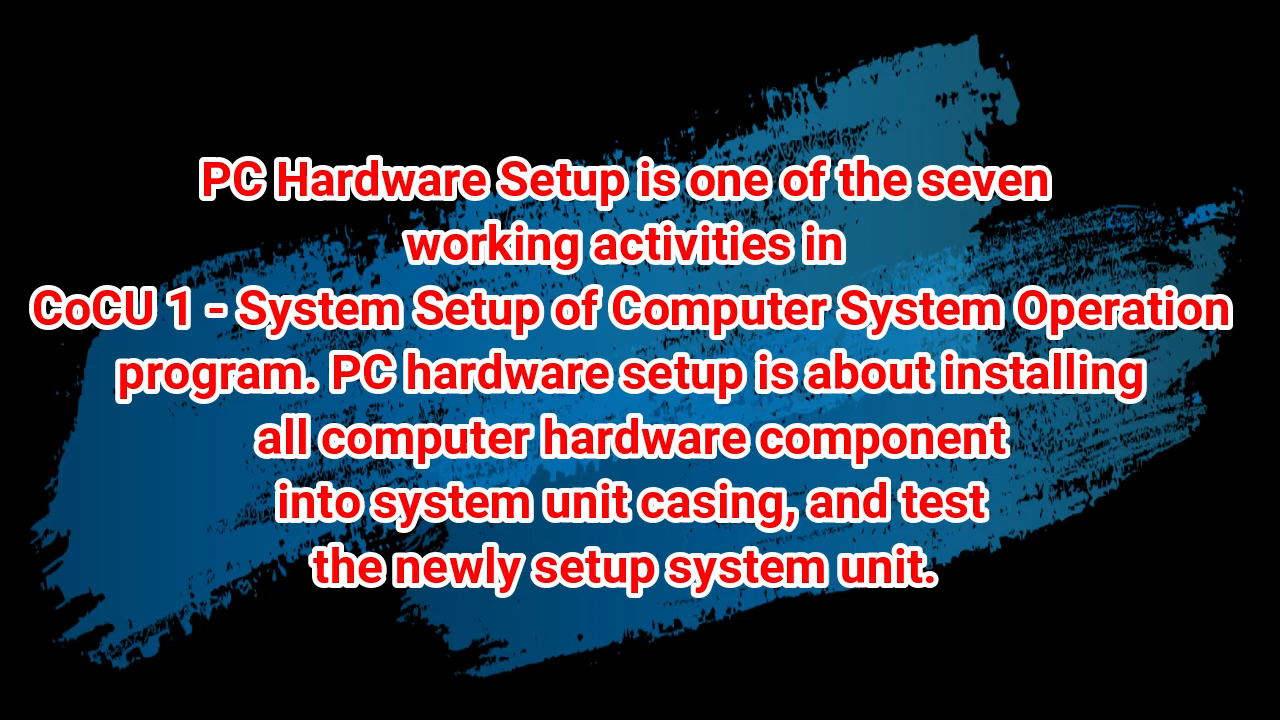 PC Hardware Setup is one of the seven
working activities in
CoCU 1 - System Setup of Computer System Operation
program. PC hardware setup is about installing
all computer hardware component
into system unit casing, and test
the newly setup system unit.